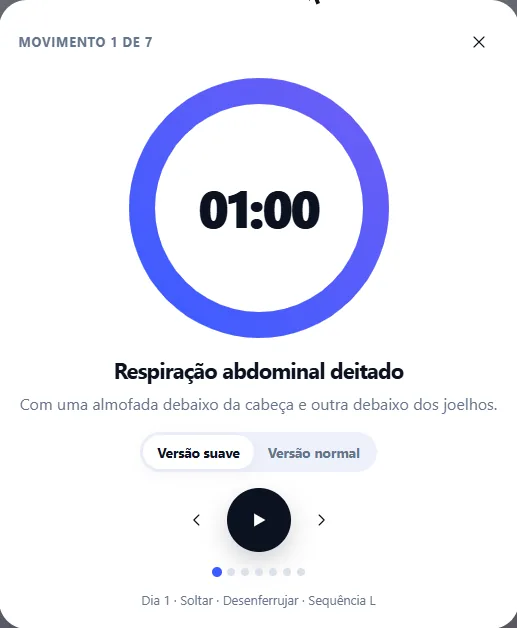 MOVIMENTO 1 DE 7
01:00
Respiração abdominal deitado
Com uma almofada debaixo da cabeça e outra debaixo dos joelhos.
Versão suave Versão normal
Dia 1 · Soltar · Desenferrujar · Sequência L